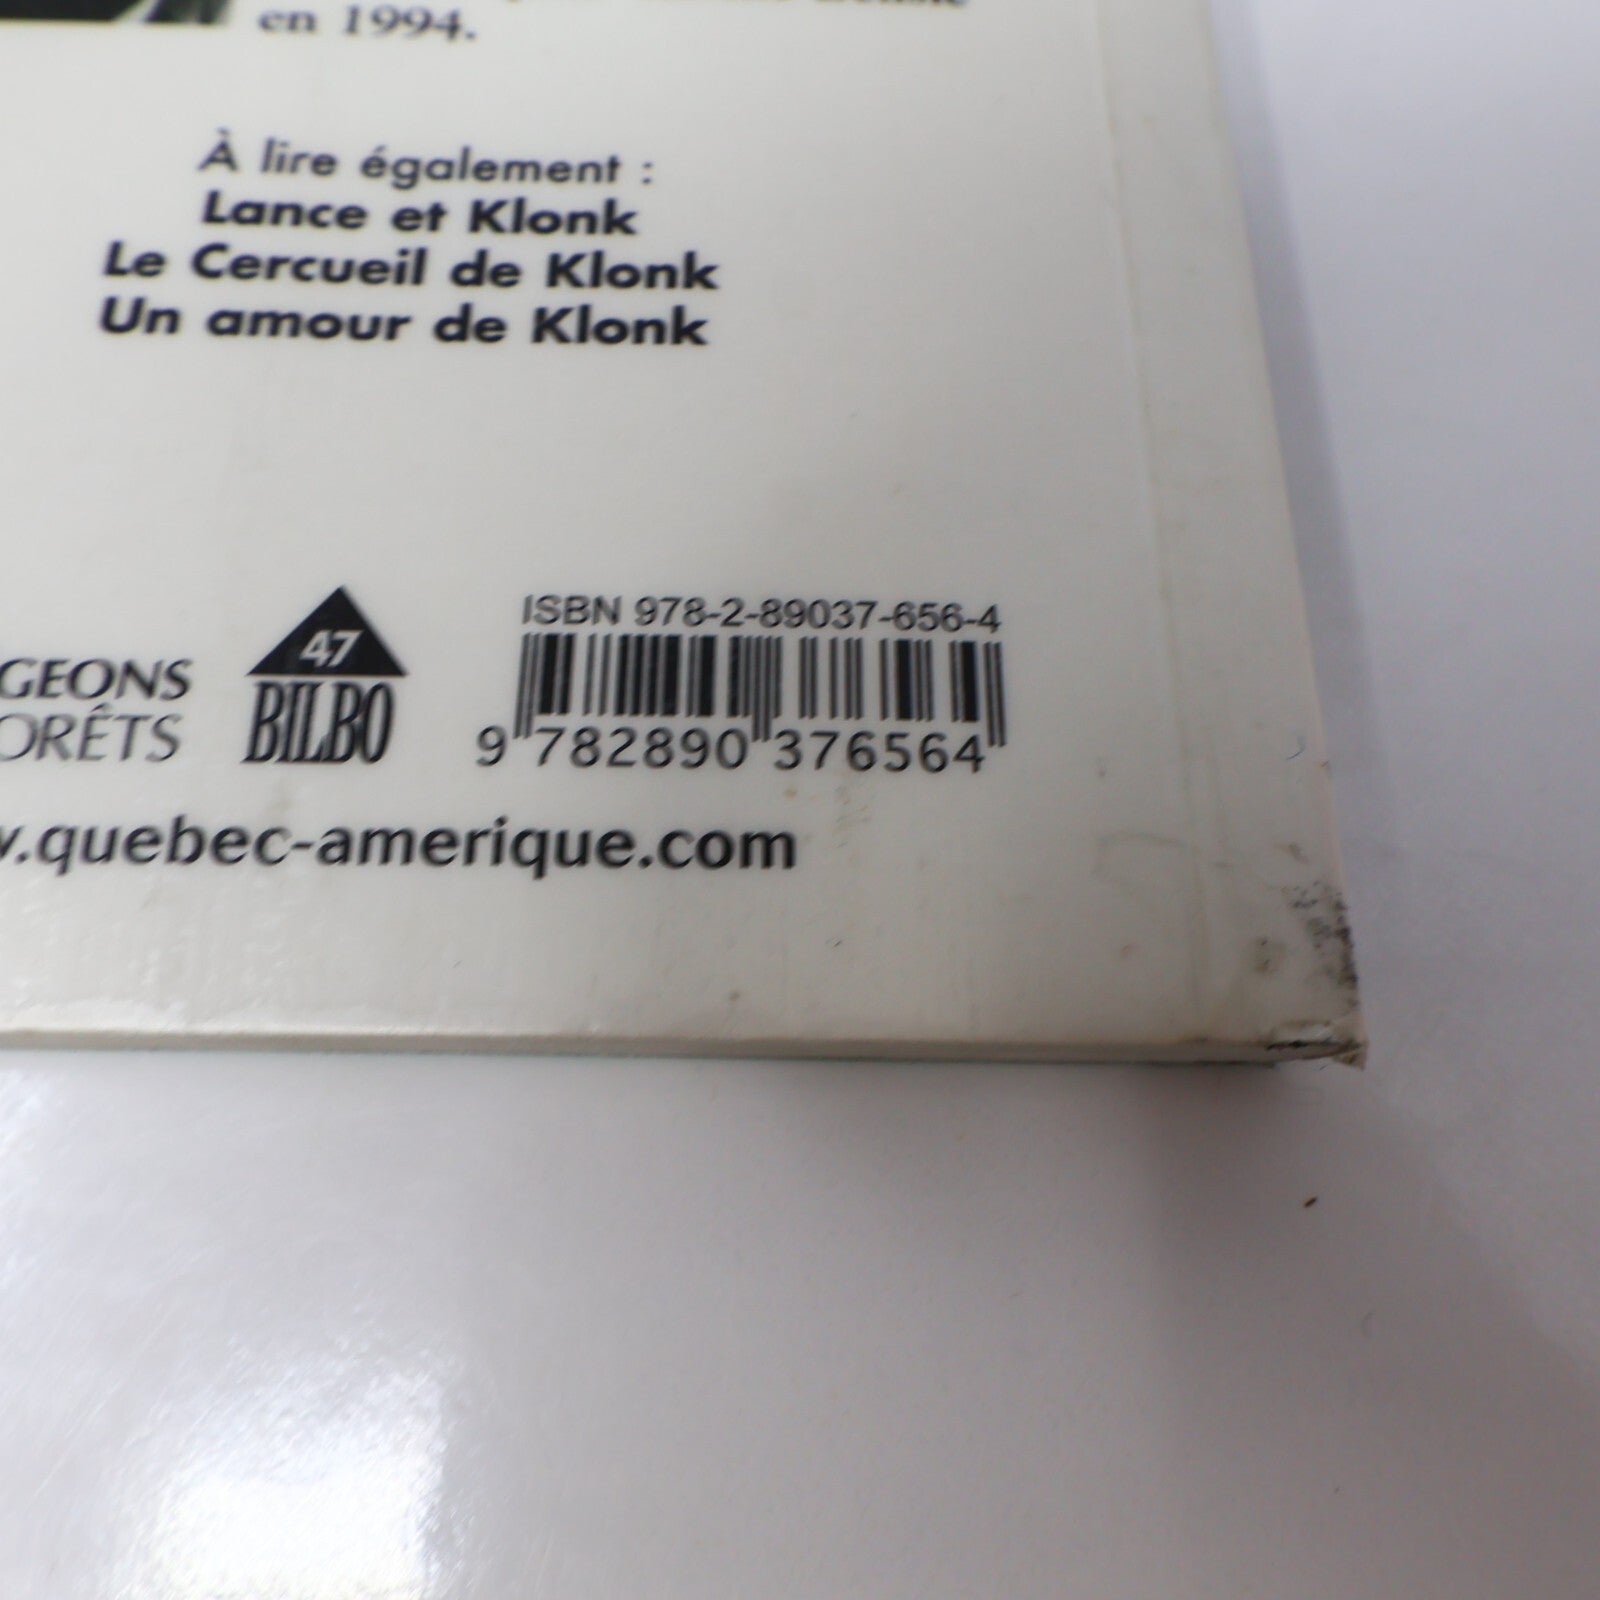 en 1994.
À lire également :
Lance et Klonk
Le Cercueil de Klonk
Un amour de Klonk
ISBN 978-2-89037-656-4
47
GEONS
BILBO
ORÊTS
9 782890 376564
.quebec-amerique.com